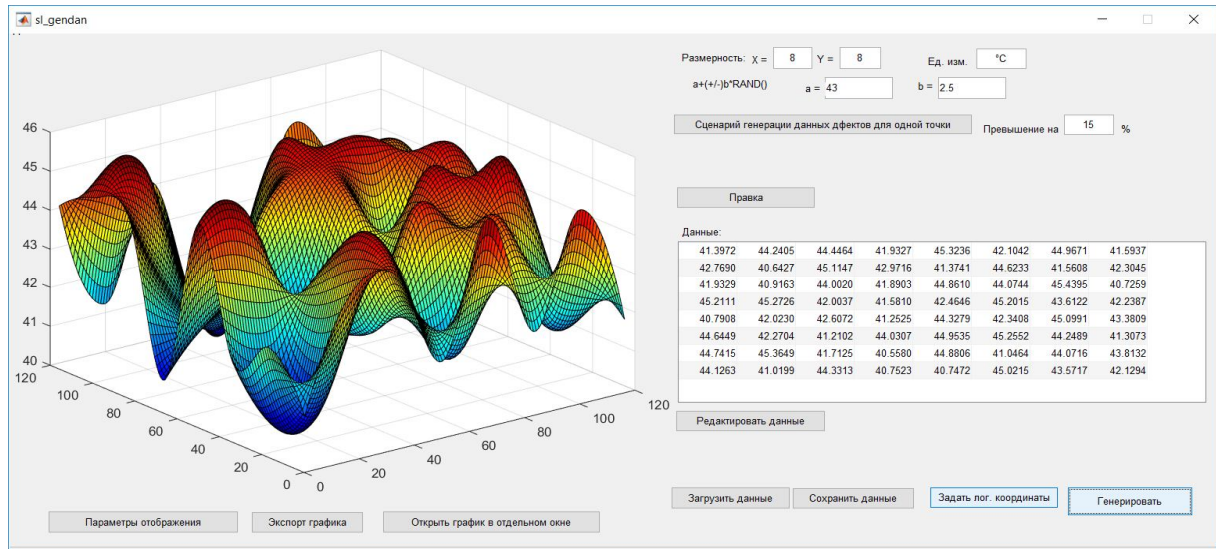 sl_gendan
Размерность: X = 8 Y = 8 Ед. изм. °C
a+(+/-)b*RAND() a = 43 b = 2.5
Сценарий генерации данных дфектов для одной точки Превышение на 15 %
Правка
Данные:
41.3972 44.2405 44.4464 41.9327 45.3236 42.1042 44.9671 41.5937
42.7690 40.6427 45.1147 42.9716 41.3741 44.6233 41.5608 42.3045
41.9329 40.9163 44.0020 41.8903 44.8610 44.0744 45.4395 40.7259
45.2111 45.2726 42.0037 41.5810 42.4646 45.2015 43.6122 42.2387
40.7908 42.0230 42.6072 41.2525 44.3279 42.3408 45.0991 43.3809
44.6449 42.2704 41.2102 44.0307 44.9535 45.2552 44.2489 41.3073
44.7415 45.3649 41.7125 40.5580 44.8806 41.0464 44.0716 43.8132
44.1263 41.0199 44.3313 40.7523 40.7472 45.0215 43.5717 42.1294
Редактировать данные
Загрузить данные Сохранить данные Задать лог. координаты Генерировать
46
45
44
43
42
41
40
120
100
80
60
40
20
0
0
20
40
60
80
100
120
Параметры отображения Экспорт графика Открыть график в отдельном окне